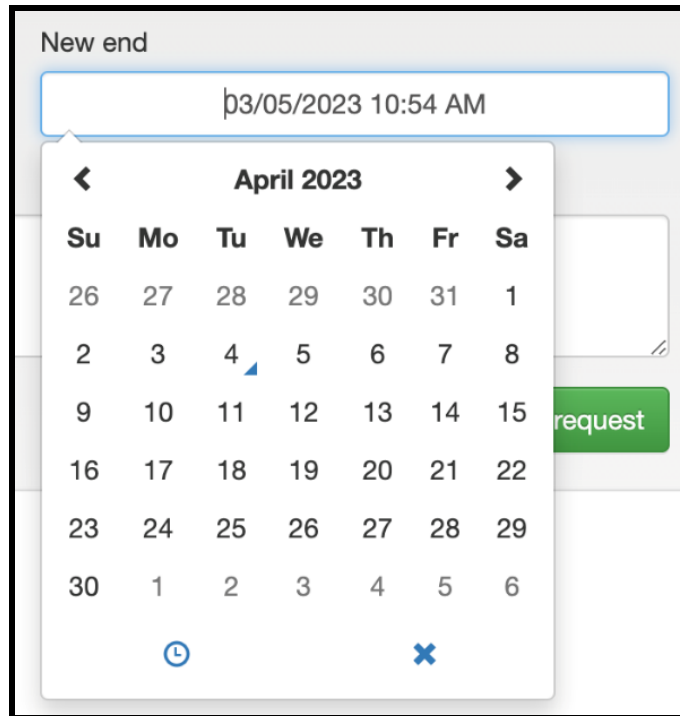 New end
03/05/2023 10:54 AM
April 2023
Su Mo Tu We Th Fr Sa
26 27 28 29 30 31 1
2 3 4 5 6 7 8
9 10 11 12 13 14 15
request
16 17 18 19 20 21 22
23 24 25 26 27 28 29
30 1 2 3 4 5 6